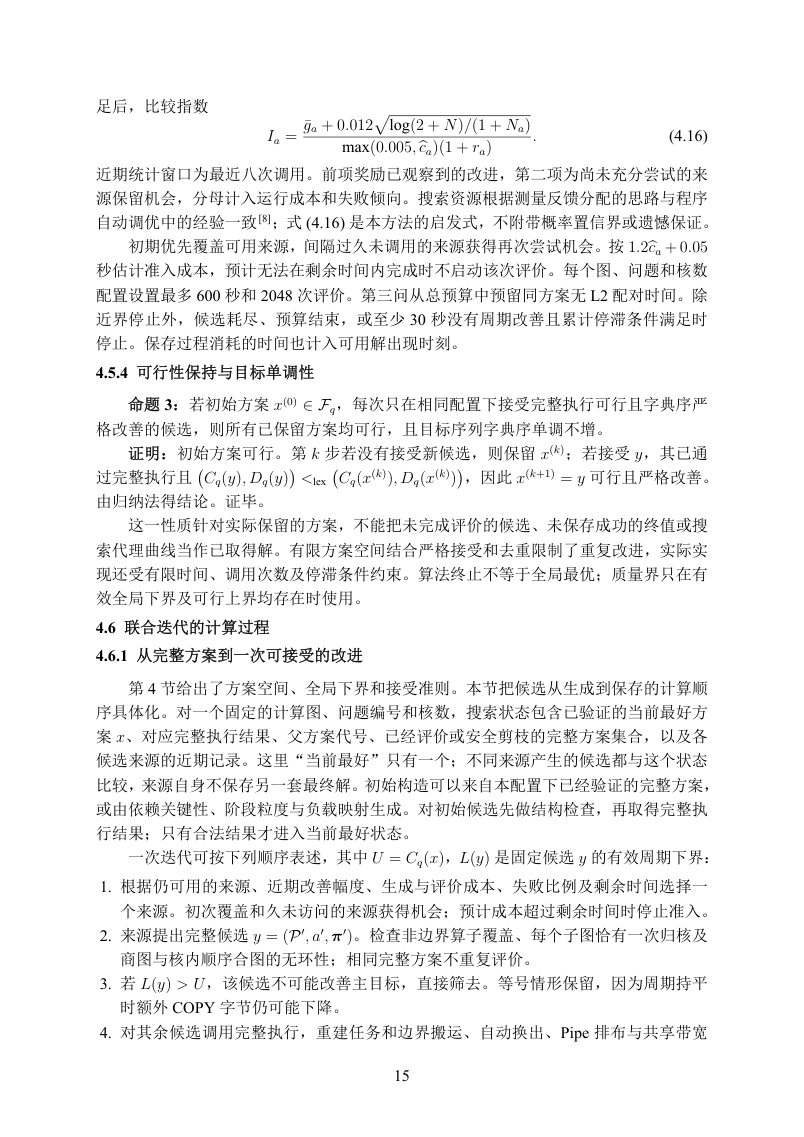 足后，比较指数
I_a = \frac{\bar{g}_a + 0.012\sqrt{\log(2+N)/(1+N_a)}}{\max(0.005, \widehat{c}_a)(1+r_a)}. (4.16)
近期统计窗口为最近八次调用。前项奖励已观察到的改进，第二项为尚未充分尝试的来
源保留机会，分母计入运行成本和失败倾向。搜索资源根据测量反馈分配的思路与程序
自动调优中的经验一致[8]；式 (4.16) 是本方法的启发式，不附带概率置信界或遗憾保证。
初期优先覆盖可用来源，间隔过久未调用的来源获得再次尝试机会。按 1.2\widehat{c}_a + 0.05
秒估计准入成本，预计无法在剩余时间内完成时不启动该次评价。每个图、问题和核数
配置设置最多 600 秒和 2048 次评价。第三问从总预算中预留同方案无 L2 配对时间。除
近界停止外，候选耗尽、预算结束，或至少 30 秒没有周期改善且累计停滞条件满足时
停止。保存过程消耗的时间也计入可用解出现时刻。
4.5.4 可行性保持与目标单调性
命题 3：若初始方案 x^{(0)} ∈ \mathcal{F}_q，每次只在相同配置下接受完整执行可行且字典序严
格改善的候选，则所有已保留方案均可行，且目标序列字典序单调不增。
证明：初始方案可行。第 k 步若没有接受新候选，则保留 x^{(k)}；若接受 y，其已通
过完整执行且 (C_q(y), D_q(y)) <_{lex} (C_q(x^{(k)}), D_q(x^{(k)}))，因此 x^{(k+1)} = y 可行且严格改善。
由归纳法得结论。证毕。
这一性质针对实际保留的方案，不能把未完成评价的候选、未保存成功的终值或搜
索代理曲线当作已取得解。有限方案空间结合严格接受和去重限制了重复改进，实际实
现还受有限时间、调用次数及停滞条件约束。算法终止不等于全局最优；质量界只在有
效全局下界及可行上界均存在时使用。
4.6 联合迭代的计算过程
4.6.1 从完整方案到一次可接受的改进
第 4 节给出了方案空间、全局下界和接受准则。本节把候选从生成到保存的计算顺
序具体化。对一个固定的计算图、问题编号和核数，搜索状态包含已验证的当前最好方
案 x、对应完整执行结果、父方案代号、已经评价或安全剪枝的完整方案集合，以及各
候选来源的近期记录。这里“当前最好”只有一个；不同来源产生的候选都与这个状态
比较，来源自身不保存另一套最终解。初始构造可以来自本配置下已经验证的完整方案，
或由依赖关键性、阶段粒度与负载映射生成。对初始候选先做结构检查，再取得完整执
行结果；只有合法结果才进入当前最好状态。
一次迭代可按下列顺序表述，其中 U = C_q(x)，L(y) 是固定候选 y 的有效周期下界：
1. 根据仍可用的来源、近期改善幅度、生成与评价成本、失败比例及剩余时间选择一
个来源。初次覆盖和久未访问的来源获得机会；预计成本超过剩余时间时停止准入。
2. 来源提出完整候选 y = (\mathcal{P}′, a′, π′)。检查非边界算子覆盖、每个子图恰有一次归核及
商图与核内顺序合图的无环性；相同完整方案不重复评价。
3. 若 L(y) > U，该候选不可能改善主目标，直接筛去。等号情形保留，因为周期持平
时额外 COPY 字节仍可能下降。
4. 对其余候选调用完整执行，重建任务和边界搬运、自动换出、Pipe 排布与共享带宽
15